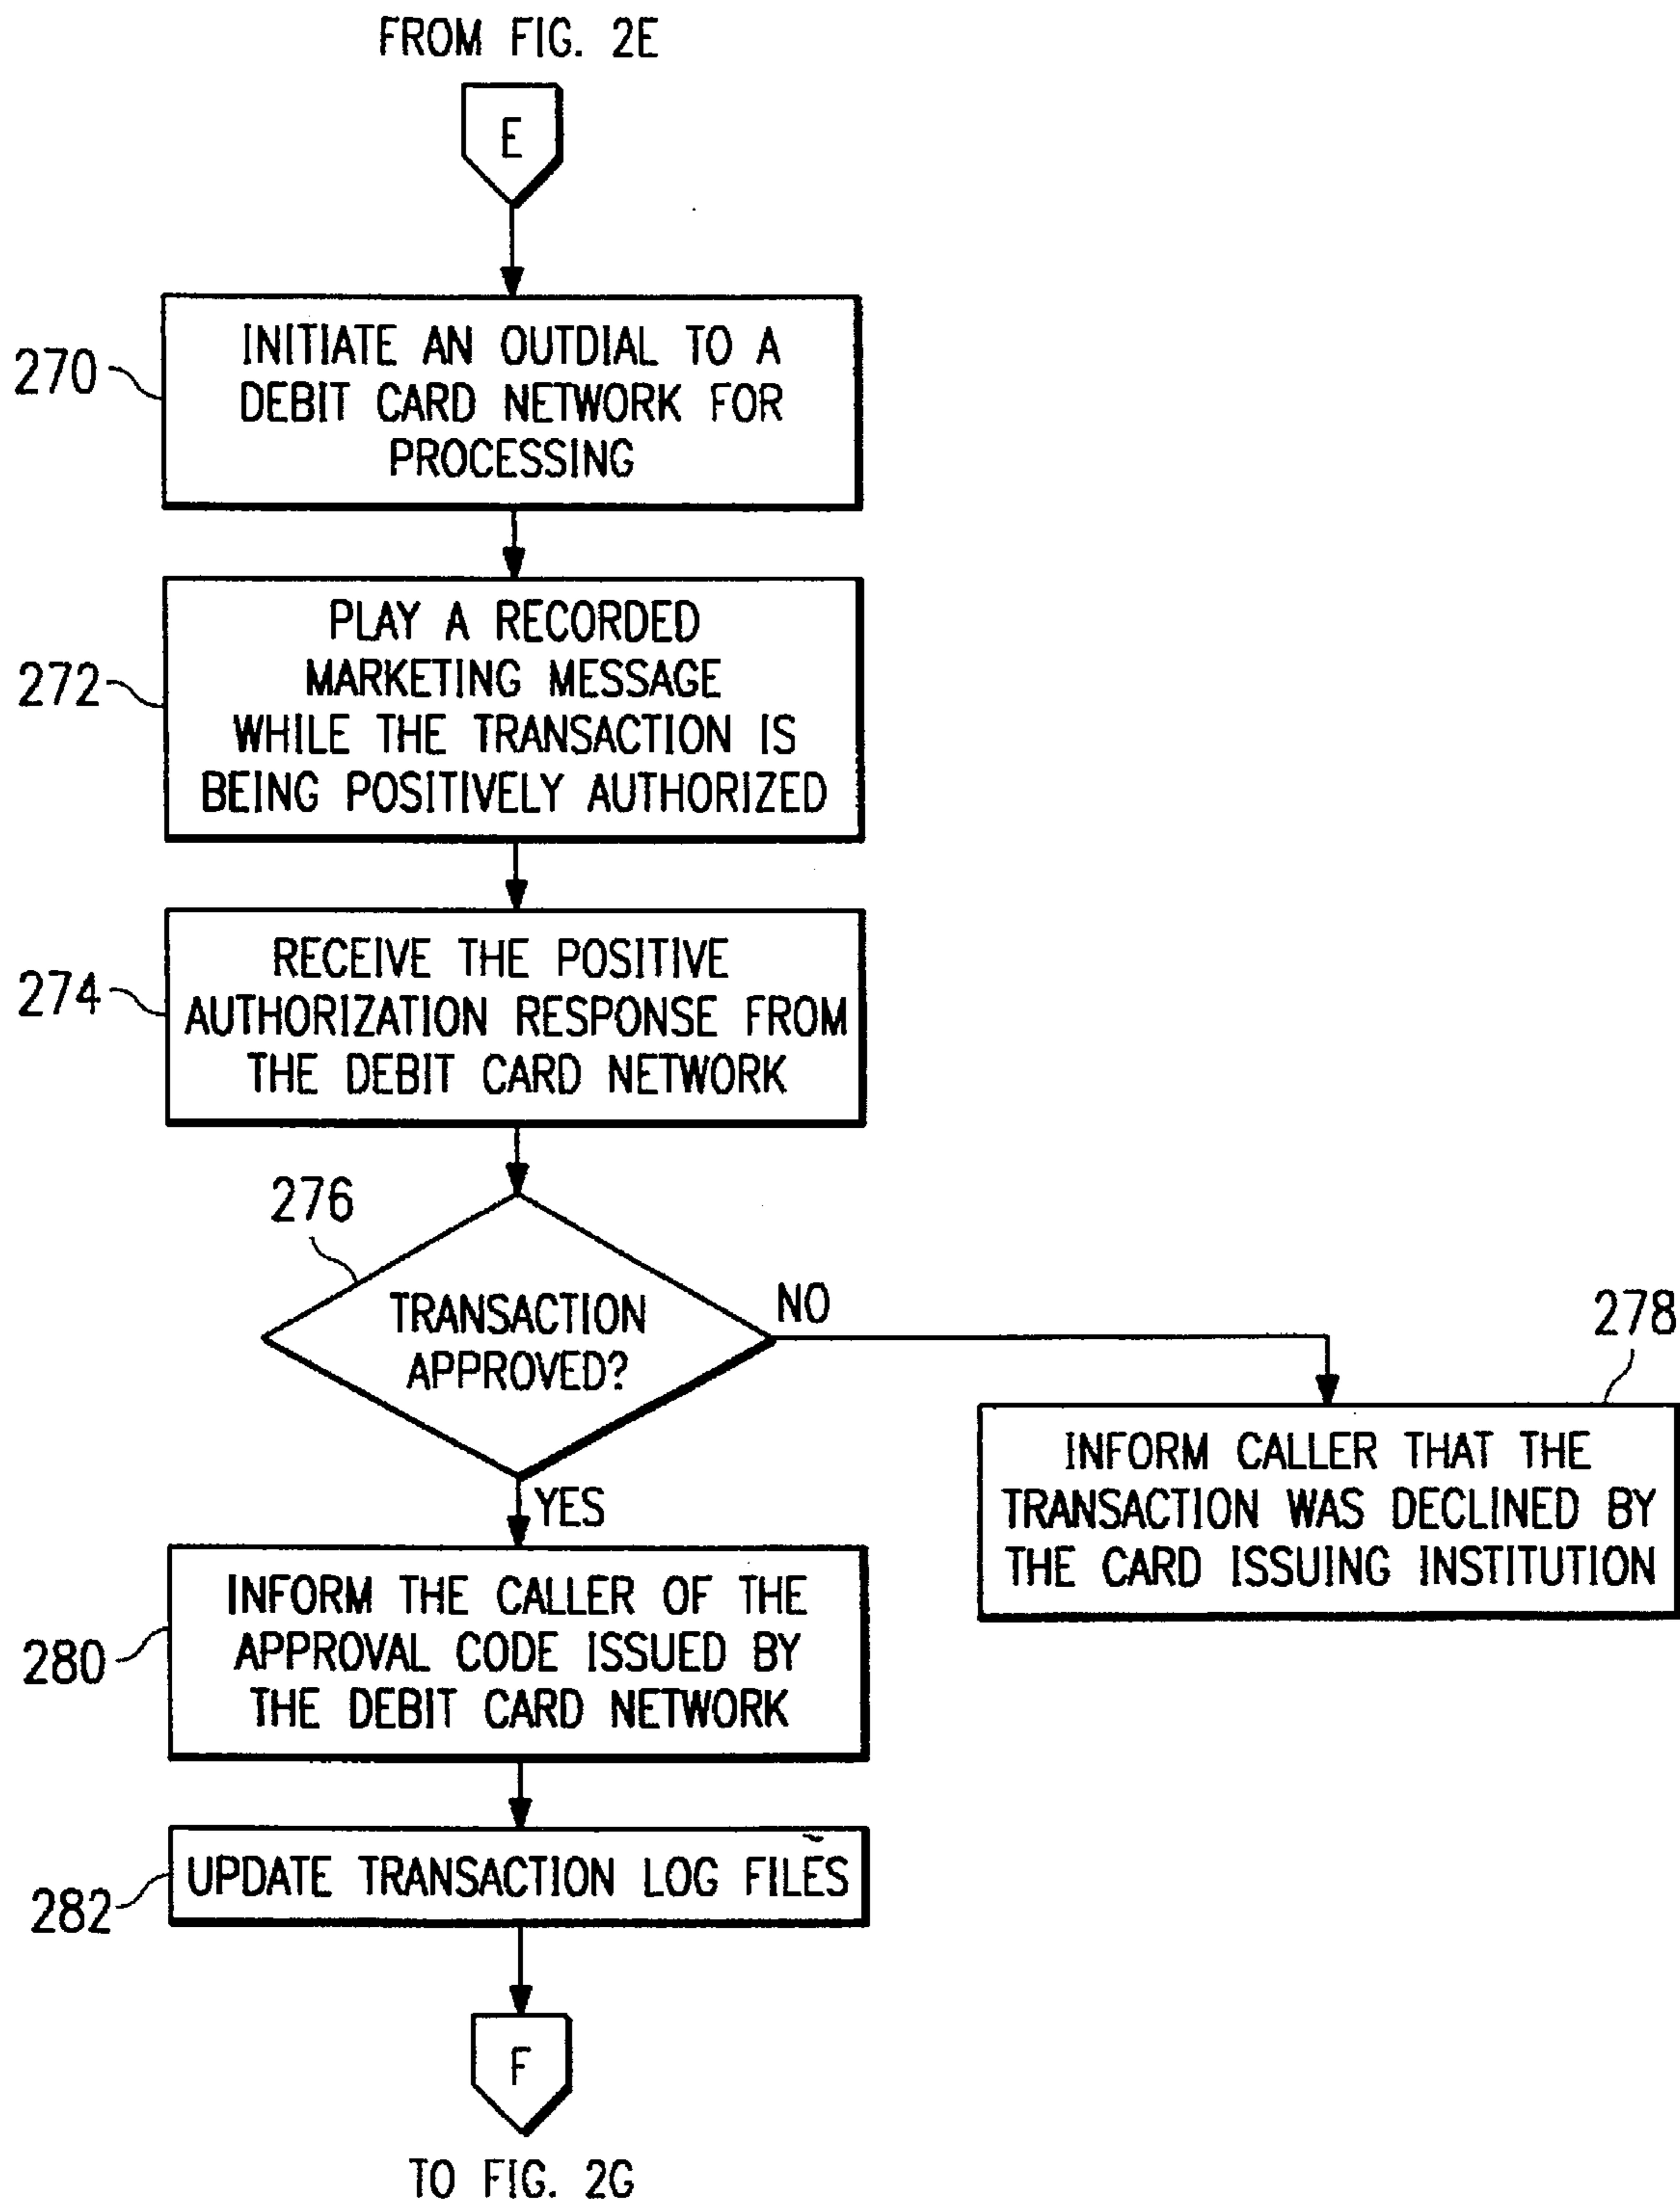 FROM FIG. 2E
E
270
INITIATE AN OUTDIAL TO A
DEBIT CARD NETWORK FOR
PROCESSING
272
PLAY A RECORDED
MARKETING MESSAGE
WHILE THE TRANSACTION IS
BEING POSITIVELY AUTHORIZED
274
RECEIVE THE POSITIVE
AUTHORIZATION RESPONSE FROM
THE DEBIT CARD NETWORK
276
TRANSACTION
APPROVED?
NO
278
INFORM CALLER THAT THE
TRANSACTION WAS DECLINED BY
THE CARD ISSUING INSTITUTION
YES
280
INFORM THE CALLER OF THE
APPROVAL CODE ISSUED BY
THE DEBIT CARD NETWORK
282
UPDATE TRANSACTION LOG FILES
F
TO FIG. 2G